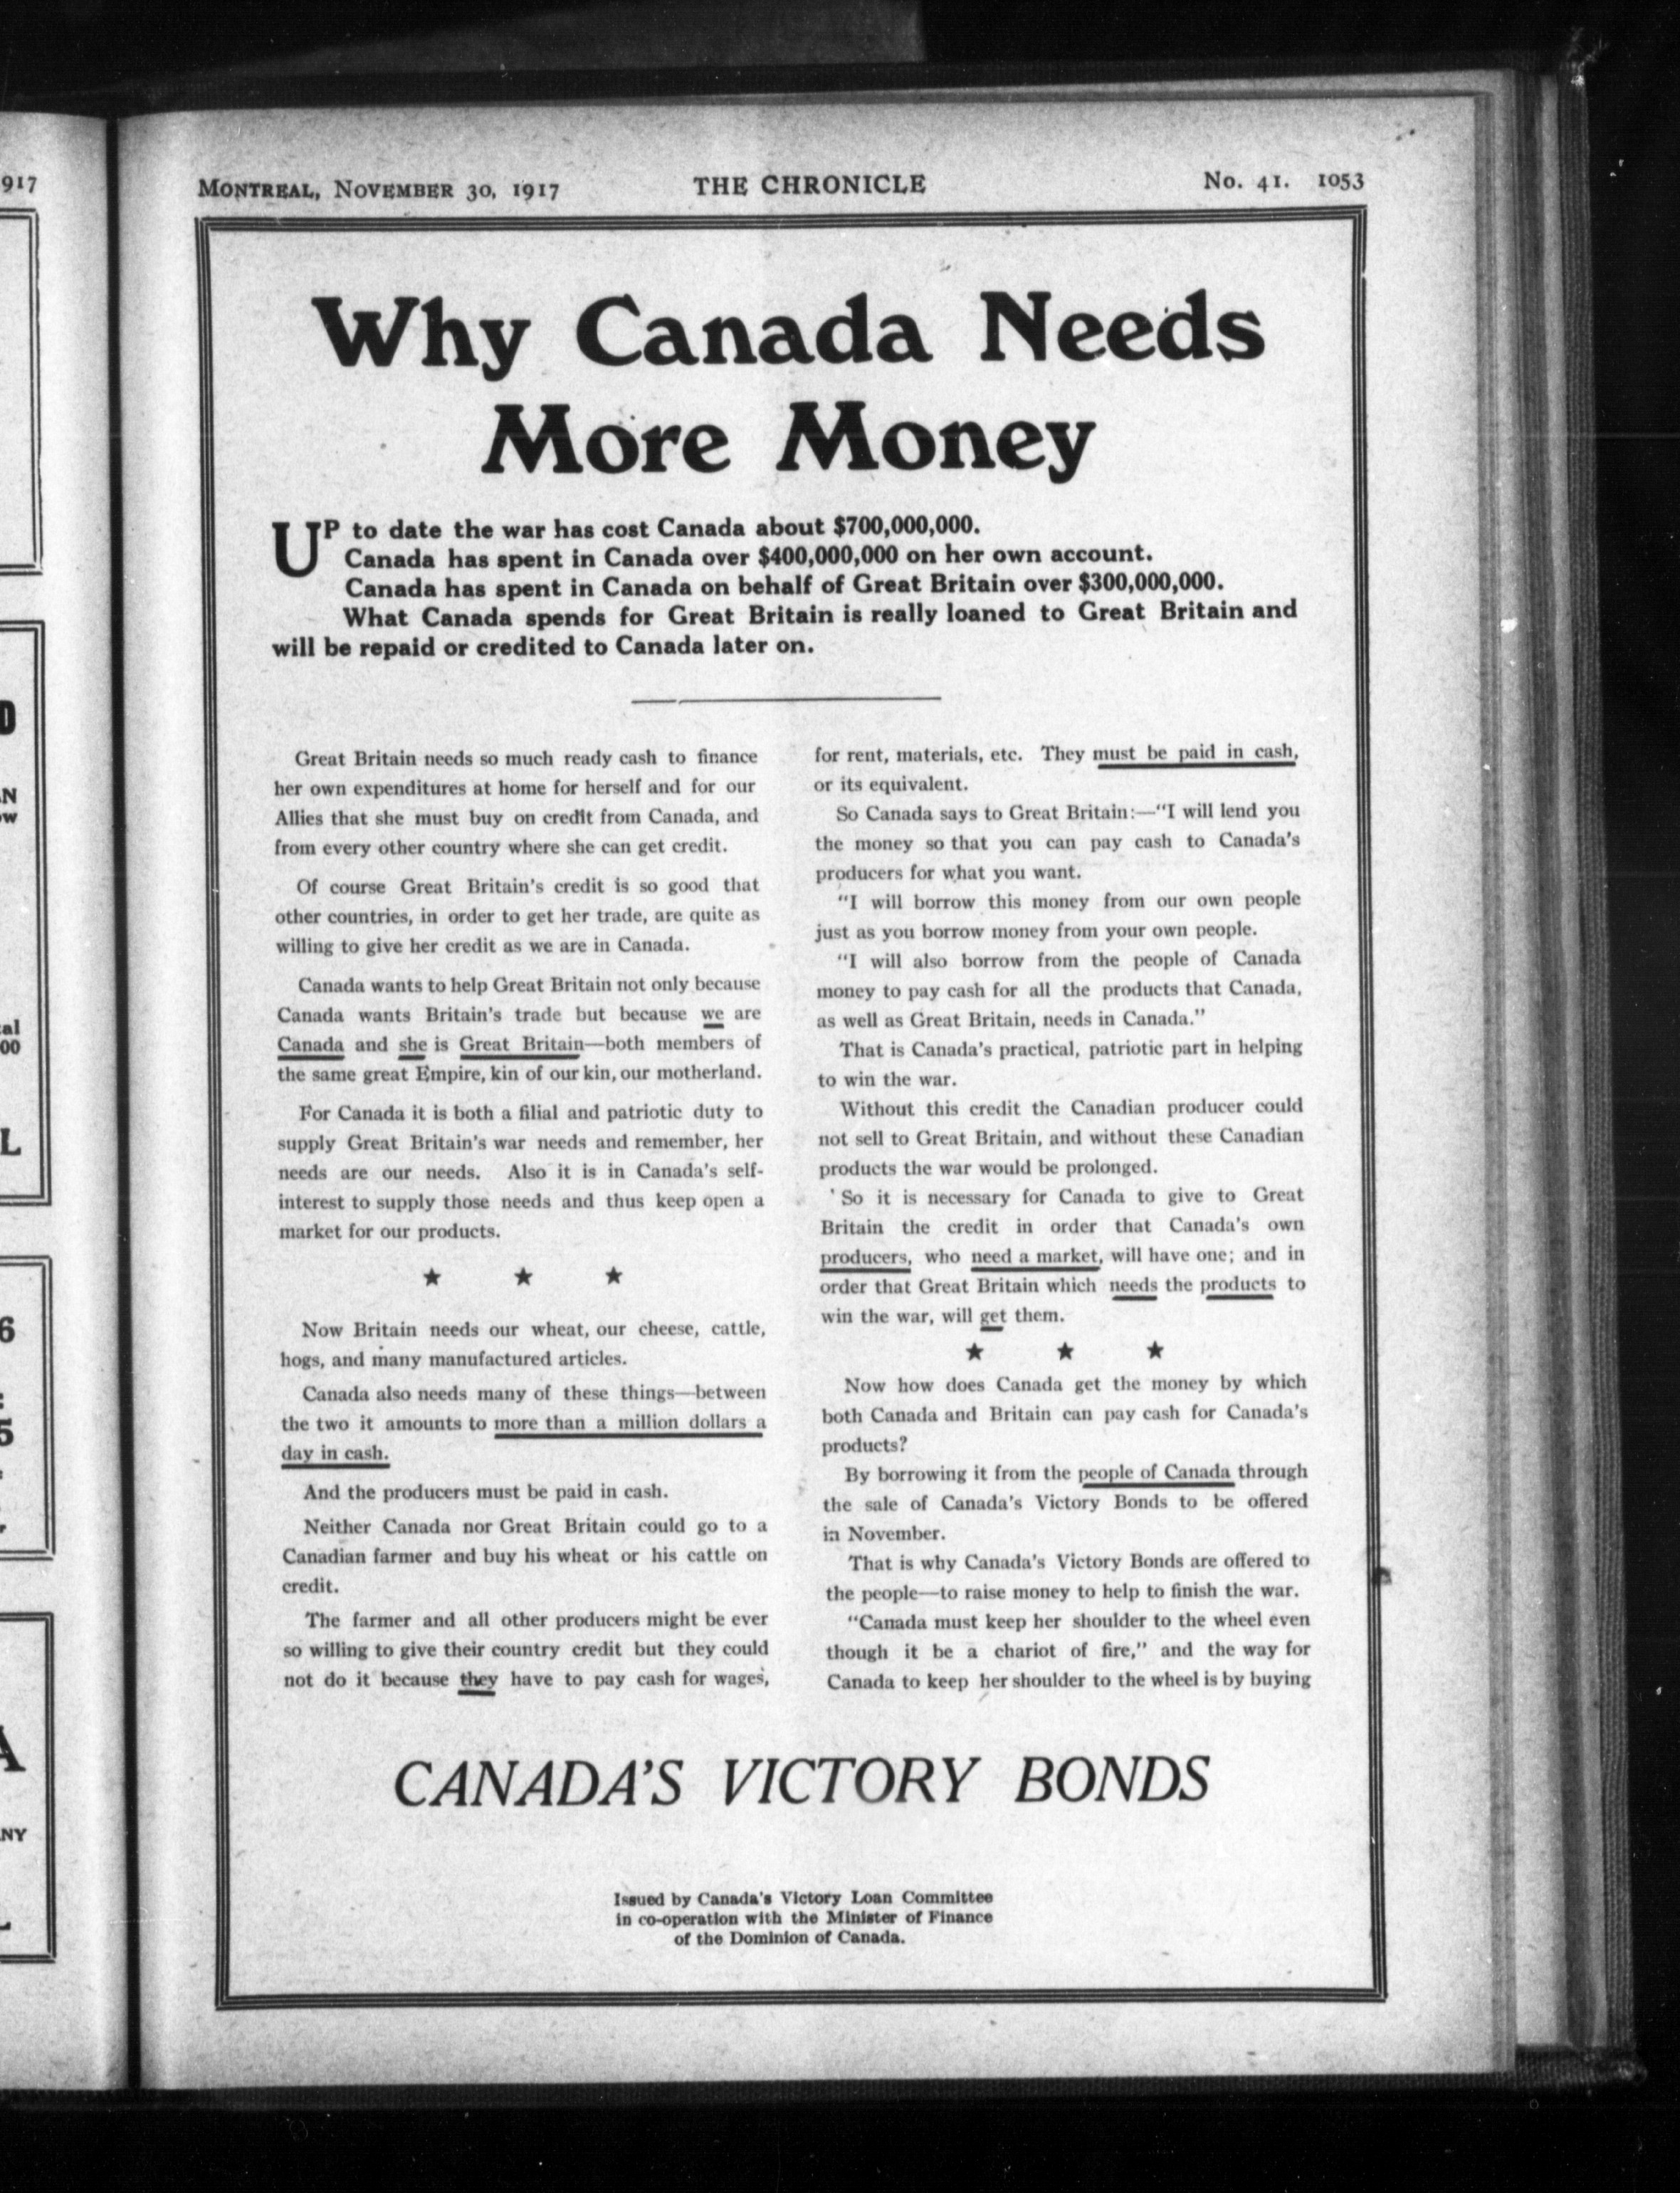 917
MONTREAL, NOVEMBER 30, 1917 THE CHRONICLE No. 41. 1053
Why Canada Needs
More Money
UP to date the war has cost Canada about $700,000,000.
Canada has spent in Canada over $400,000,000 on her own account.
Canada has spent in Canada on behalf of Great Britain over $300,000,000.
What Canada spends for Great Britain is really loaned to Great Britain and
will be repaid or credited to Canada later on.
Great Britain needs so much ready cash to finance
her own expenditures at home for herself and for our
Allies that she must buy on credit from Canada, and
from every other country where she can get credit.
Of course Great Britain's credit is so good that
other countries, in order to get her trade, are quite as
willing to give her credit as we are in Canada.
Canada wants to help Great Britain not only because
Canada wants Britain's trade but because we are
Canada and she is Great Britain—both members of
the same great Empire, kin of our kin, our motherland.
For Canada it is both a filial and patriotic duty to
supply Great Britain's war needs and remember, her
needs are our needs. Also it is in Canada's self-
interest to supply those needs and thus keep open a
market for our products.
★ ★ ★
Now Britain needs our wheat, our cheese, cattle,
hogs, and many manufactured articles.
Canada also needs many of these things—between
the two it amounts to more than a million dollars a
day in cash.
And the producers must be paid in cash.
Neither Canada nor Great Britain could go to a
Canadian farmer and buy his wheat or his cattle on
credit.
The farmer and all other producers might be ever
so willing to give their country credit but they could
not do it because they have to pay cash for wages,
for rent, materials, etc. They must be paid in cash,
or its equivalent.
So Canada says to Great Britain:—"I will lend you
the money so that you can pay cash to Canada's
producers for what you want.
"I will borrow this money from our own people
just as you borrow money from your own people.
"I will also borrow from the people of Canada
money to pay cash for all the products that Canada,
as well as Great Britain, needs in Canada."
That is Canada's practical, patriotic part in helping
to win the war.
Without this credit the Canadian producer could
not sell to Great Britain, and without these Canadian
products the war would be prolonged.
So it is necessary for Canada to give to Great
Britain the credit in order that Canada's own
producers, who need a market, will have one; and in
order that Great Britain which needs the products to
win the war, will get them.
★ ★ ★
Now how does Canada get the money by which
both Canada and Britain can pay cash for Canada's
products?
By borrowing it from the people of Canada through
the sale of Canada's Victory Bonds to be offered
in November.
That is why Canada's Victory Bonds are offered to
the people—to raise money to help to finish the war.
"Canada must keep her shoulder to the wheel even
though it be a chariot of fire," and the way for
Canada to keep her shoulder to the wheel is by buying
CANADA'S VICTORY BONDS
Issued by Canada's Victory Loan Committee
in co-operation with the Minister of Finance
of the Dominion of Canada.